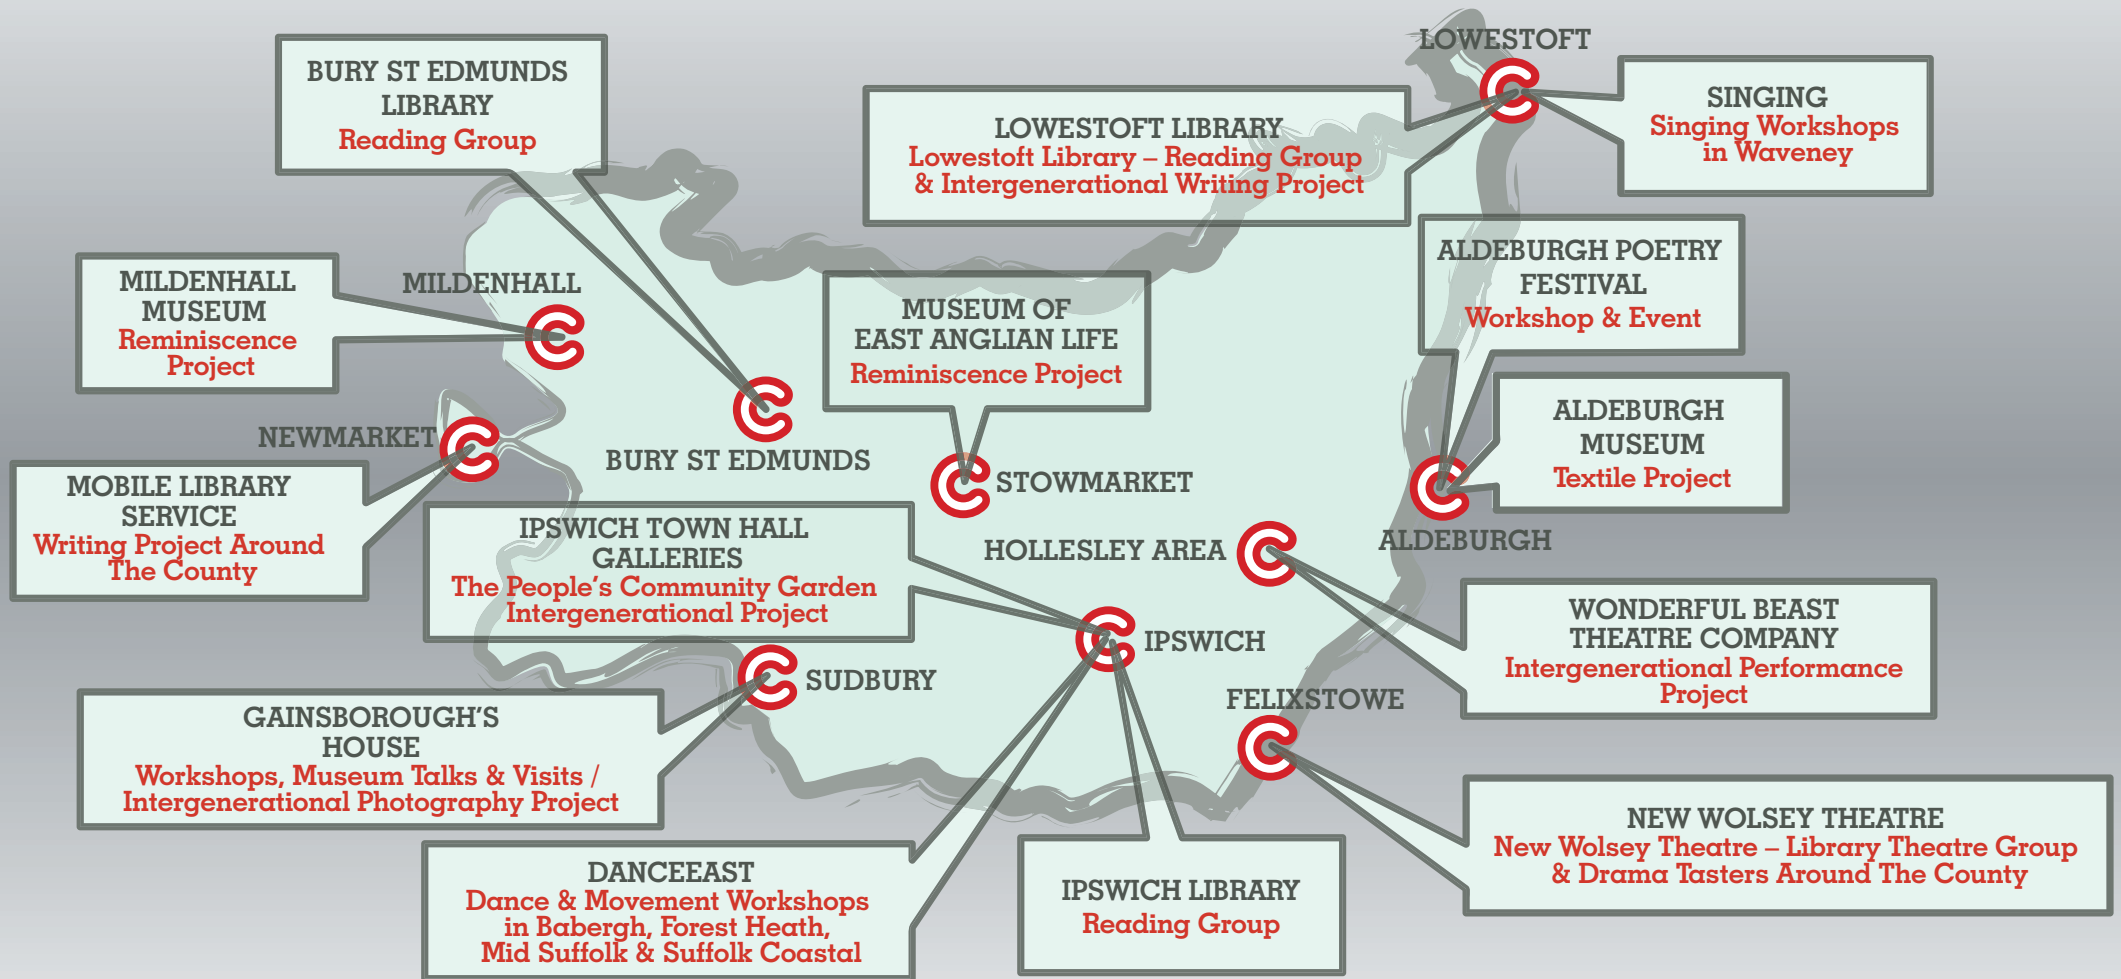 LOWESTOFT
BURY ST EDMUNDS
LIBRARY
Reading Group
LOWESTOFT LIBRARY
Lowestoft Library – Reading Group
& Intergenerational Writing Project
SINGING
Singing Workshops
in Waveney
MILDENHALL
MUSEUM
Reminiscence
Project
MILDENHALL
MUSEUM OF
EAST ANGLIAN LIFE
Reminiscence Project
ALDEBURGH POETRY
FESTIVAL
Workshop & Event
ALDEBURGH
MUSEUM
Textile Project
NEWMARKET
BURY ST EDMUNDS
STOWMARKET
MOBILE LIBRARY
SERVICE
Writing Project Around
The County
IPSWICH TOWN HALL
GALLERIES
The People's Community Garden
Intergenerational Project
HOLLESLEY AREA
ALDEBURGH
WONDERFUL BEAST
THEATRE COMPANY
Intergenerational Performance
Project
IPSWICH
SUDBURY
FELIXSTOWE
GAINSBOROUGH'S
HOUSE
Workshops, Museum Talks & Visits /
Intergenerational Photography Project
NEW WOLSEY THEATRE
New Wolsey Theatre – Library Theatre Group
& Drama Tasters Around The County
DANCEEAST
Dance & Movement Workshops
in Babergh, Forest Heath,
Mid Suffolk & Suffolk Coastal
IPSWICH LIBRARY
Reading Group